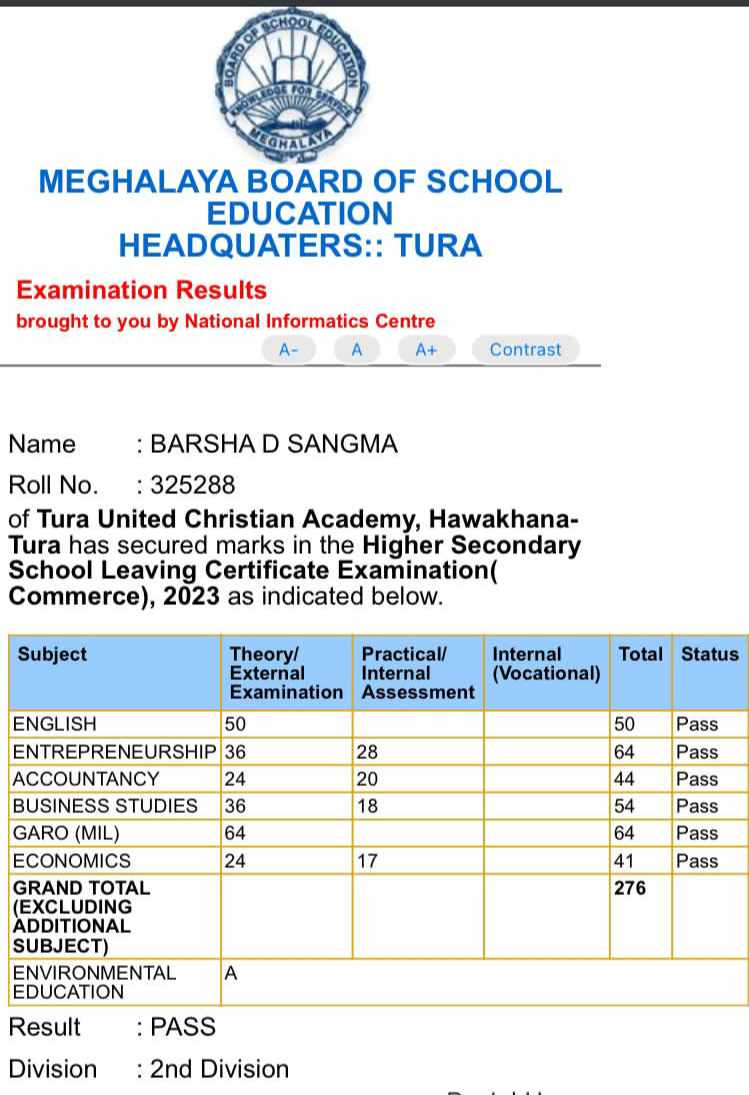 BOARD OF SCHOOL EDUCATION
KNOWLEDGE FOR SERVICE
MEGHALAYA
MEGHALAYA BOARD OF SCHOOL
EDUCATION
HEADQUATERS:: TURA
Examination Results
brought to you by National Informatics Centre
A- A A+ Contrast
Name : BARSHA D SANGMA
Roll No. : 325288
of Tura United Christian Academy, Hawakhana-
Tura has secured marks in the Higher Secondary
School Leaving Certificate Examination(
Commerce), 2023 as indicated below.
Subject Theory/ Practical/ Internal Total Status
External Internal (Vocational)
Examination Assessment
ENGLISH 50 50 Pass
ENTREPRENEURSHIP 36 28 64 Pass
ACCOUNTANCY 24 20 44 Pass
BUSINESS STUDIES 36 18 54 Pass
GARO (MIL) 64 64 Pass
ECONOMICS 24 17 41 Pass
GRAND TOTAL 276
(EXCLUDING
ADDITIONAL
SUBJECT)
ENVIRONMENTAL A
EDUCATION
Result : PASS
Division : 2nd Division